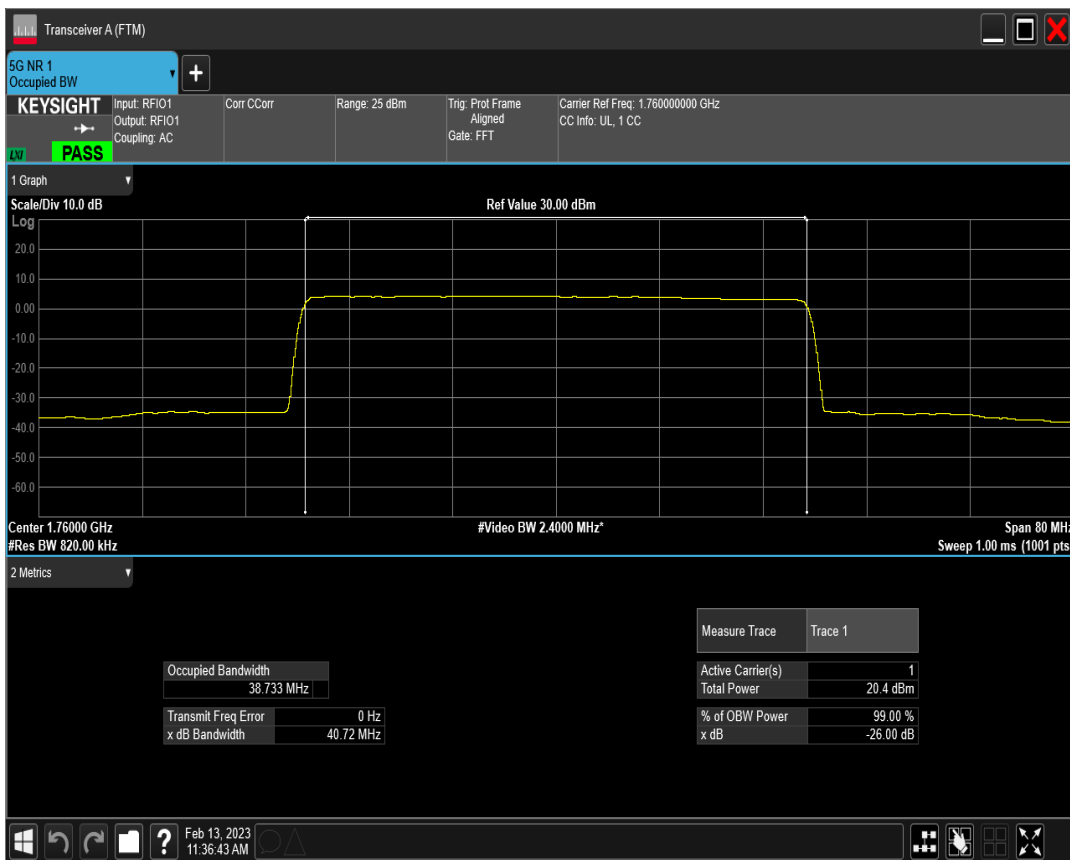 Transceiver A (FTM)
5G NR 1
Occupied BW
+
KEYSIGHT
LXI
PASS
Input: RFIO1
Output: RFIO1
Coupling: AC
Corr CCorr
Range: 25 dBm
Trig: Prot Frame
Aligned
Gate: FFT
Carrier Ref Freq: 1.760000000 GHz
CC Info: UL, 1 CC
1 Graph
Scale/Div 10.0 dB
Ref Value 30.00 dBm
Log
20.0
10.0
0.00
-10.0
-20.0
-30.0
-40.0
-50.0
-60.0
Center 1.76000 GHz
#Video BW 2.4000 MHz*
Span 80 MHz
#Res BW 820.00 kHz
Sweep 1.00 ms (1001 pts
2 Metrics
Measure Trace Trace 1
Occupied Bandwidth
38.733 MHz
Active Carrier(s) 1
Total Power 20.4 dBm
Transmit Freq Error 0 Hz
x dB Bandwidth 40.72 MHz
% of OBW Power 99.00 %
x dB -26.00 dB
?
Feb 13, 2023
11:36:43 AM